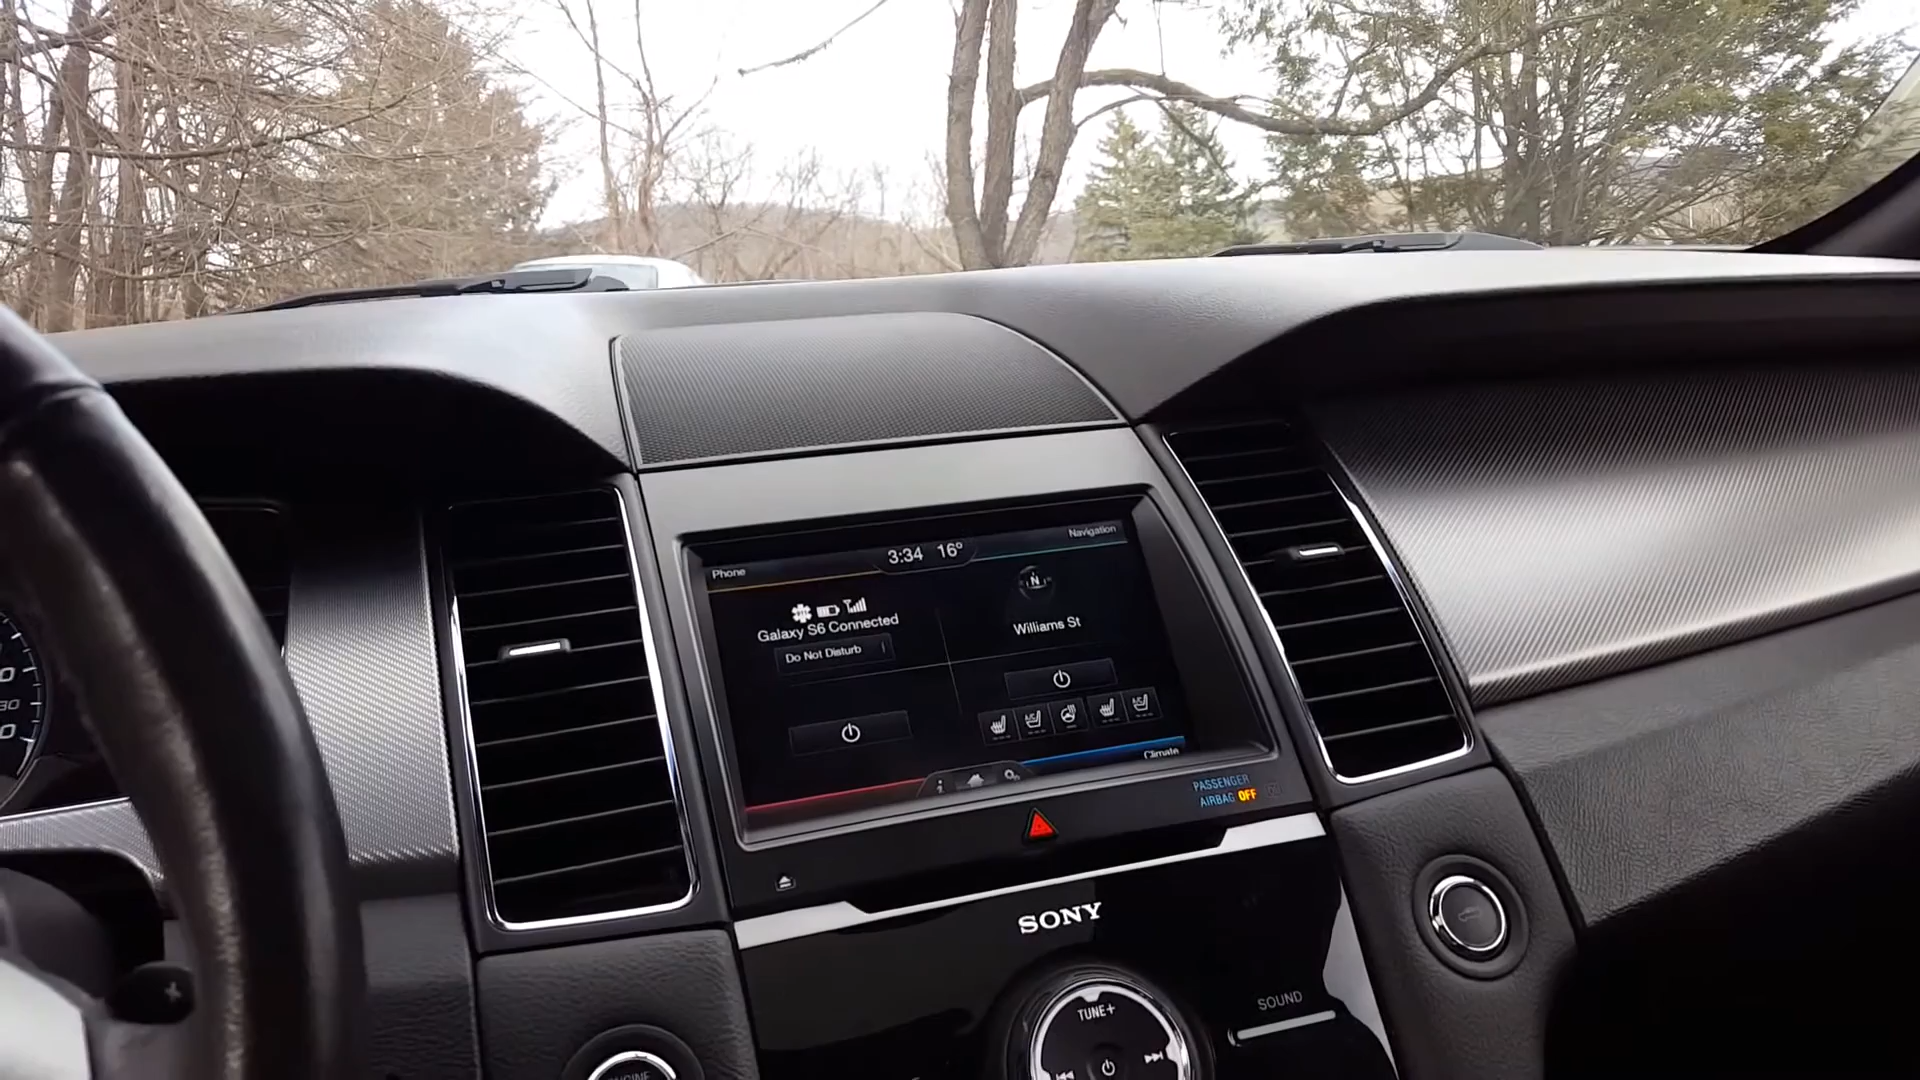 Phone
3:34 16°
Navigation
N
Galaxy S6 Connected
Do Not Disturb
Williams St
A/C
A/C
i
Climate
PASSENGER
AIRBAG OFF
SONY
TUNE+
SOUND